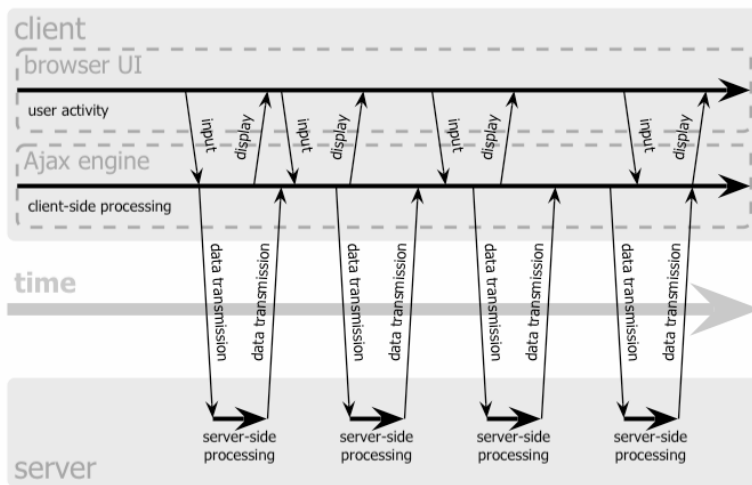 client
browser UI
user activity
input
display
input
display
input
display
input
display
Ajax engine
client-side processing
data transmission
data transmission
data transmission
data transmission
data transmission
data transmission
data transmission
data transmission
time
server-side
processing
server-side
processing
server-side
processing
server-side
processing
server